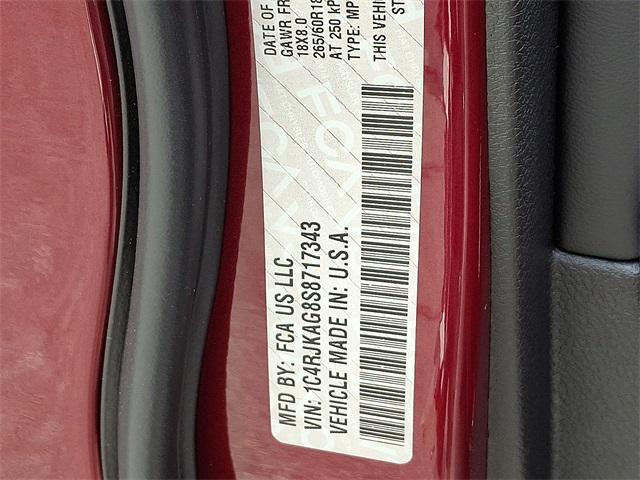 MFD BY: FCA US LLC
VIN: 1C4RJKAG8S8717343
VEHICLE MADE IN: U.S.A.
DATE OF
GAWR FR
18X8.0
265/60R18
AT 250 kP
TYPE: MP
THIS VEHI
ST